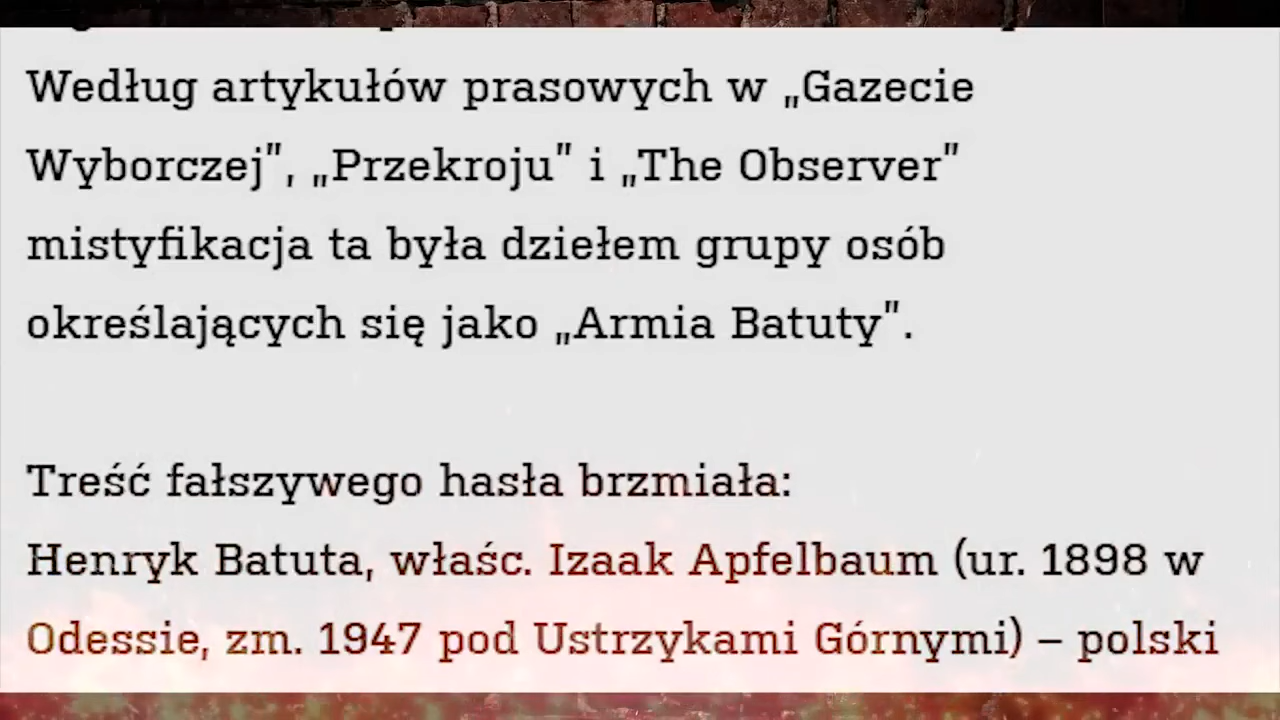 Według artykułów prasowych w „Gazecie
Wyborczej”, „Przekroju” i „The Observer”
mistyfikacja ta była dziełem grupy osób
określających się jako „Armia Batuty”.
Treść fałszywego hasła brzmiała:
Henryk Batuta, właśc. Izaak Apfelbaum (ur. 1898 w
Odessie, zm. 1947 pod Ustrzykami Górnymi) – polski